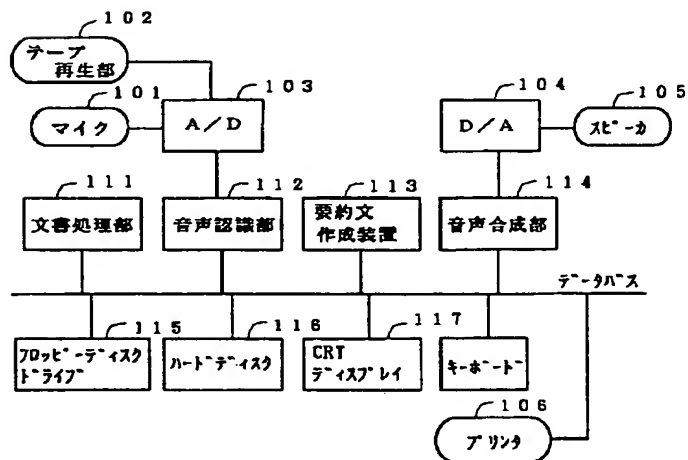 102
テープ
再生部
101
マイク
103
A/D
104
D/A
105
スピーカ
111
文書処理部
112
音声認識部
113
要約文
作成装置
114
音声合成部
データバス
115
フロッピーディスク
ドライブ
116
ハードディスク
117
CRT
ディスプレイ
キーボード
106
プリンタ